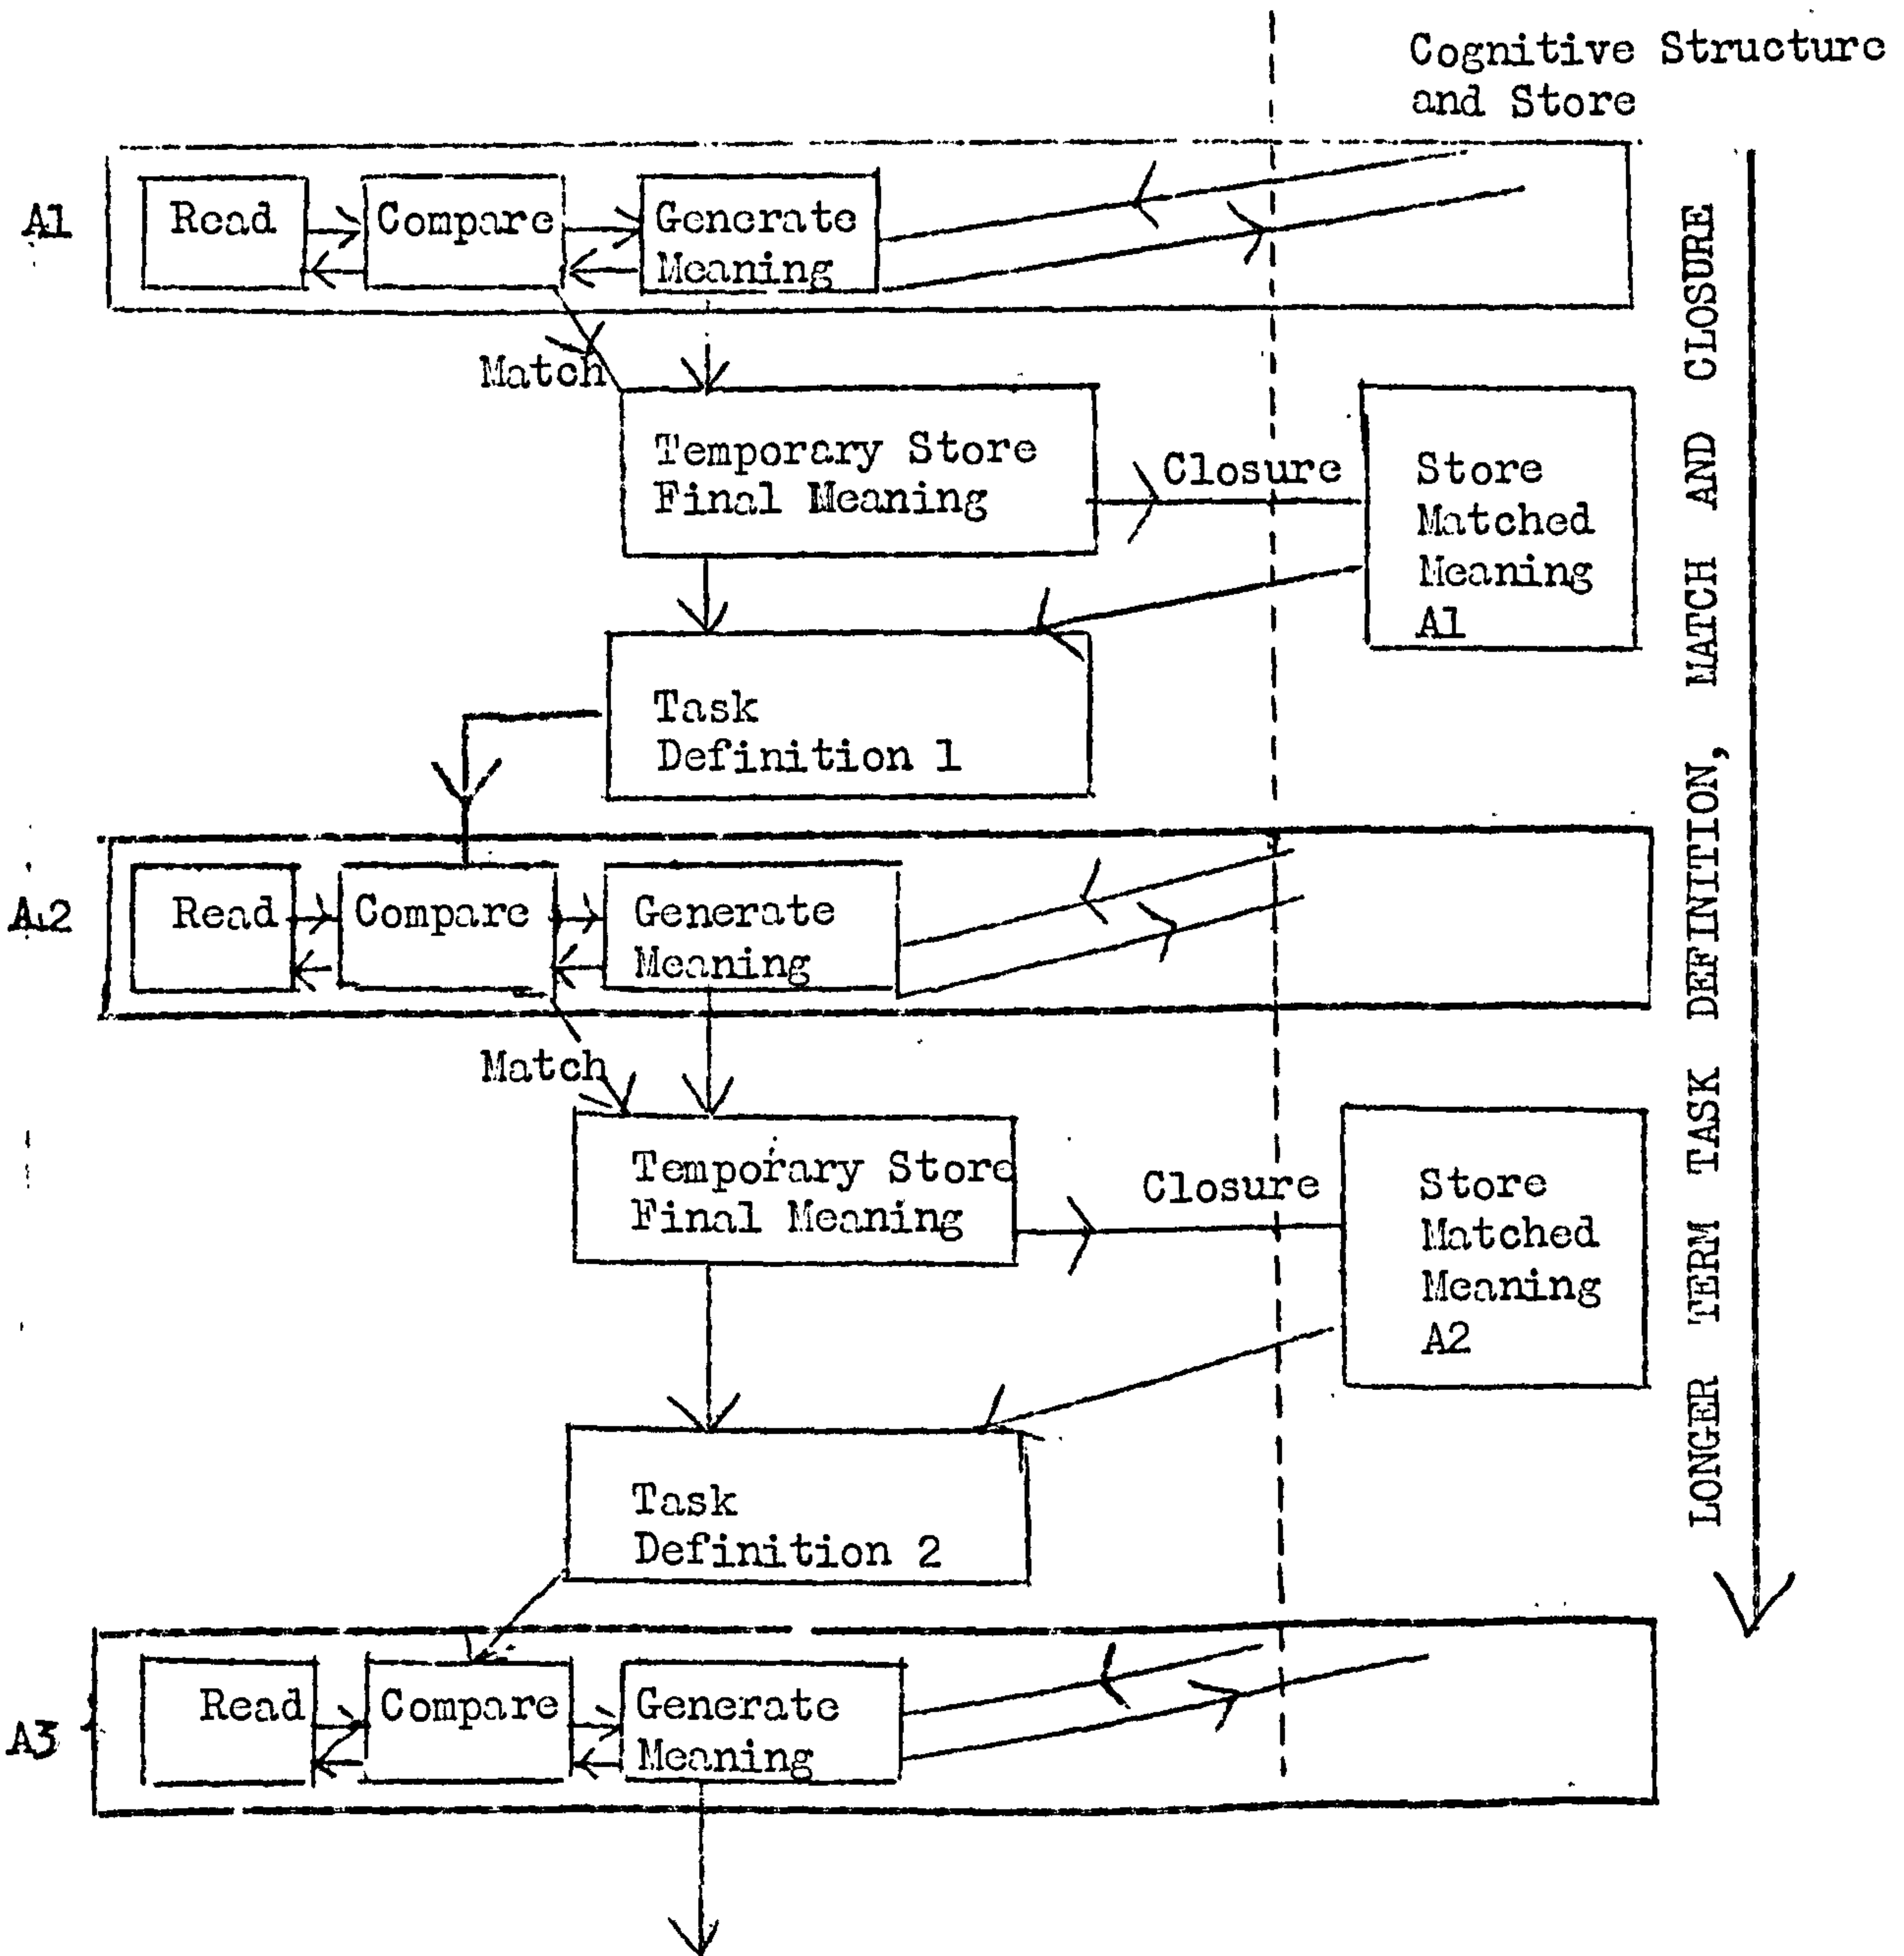 Cognitive Structure
and Store
A1
Read
Compare
Generate
Meaning
Match
Temporary Store
Final Meaning
Closure
Store
Matched
Meaning
A1
Task
Definition 1
A2
Read
Compare
Generate
Meaning
Match
Temporary Store
Final Meaning
Closure
Store
Matched
Meaning
A2
Task
Definition 2
A3
Read
Compare
Generate
Meaning
LONGER TERM TASK DEFINITION, MATCH AND CLOSURE